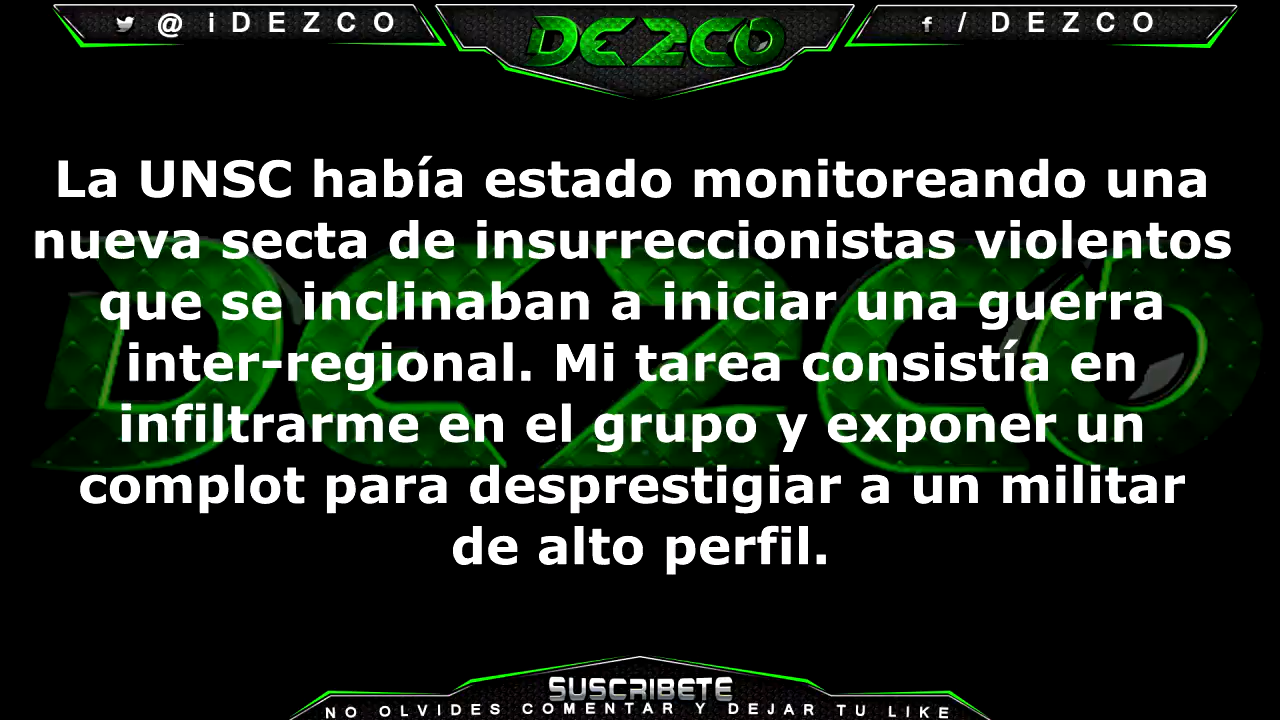 @iDEZCO
DEZCO
f / DEZCO
La UNSC había estado monitoreando una
nueva secta de insurreccionistas violentos
que se inclinaban a iniciar una guerra
inter-regional. Mi tarea consistía en
infiltrarme en el grupo y exponer un
complot para desprestigiar a un militar
de alto perfil.
DEZCO
SUSCRIBETE
NO OLVIDES COMENTAR Y DEJAR TU LIKE